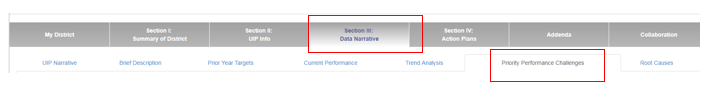 My District
Section I:
Summary of District
Section II:
UIP Info
Section III:
Data Narrative
Section IV:
Action Plans
Addenda
Collaboration
UIP Narrative
Brief Description
Prior Year Targets
Current Performance
Trend Analysis
Priority Performance Challenges
Root Causes